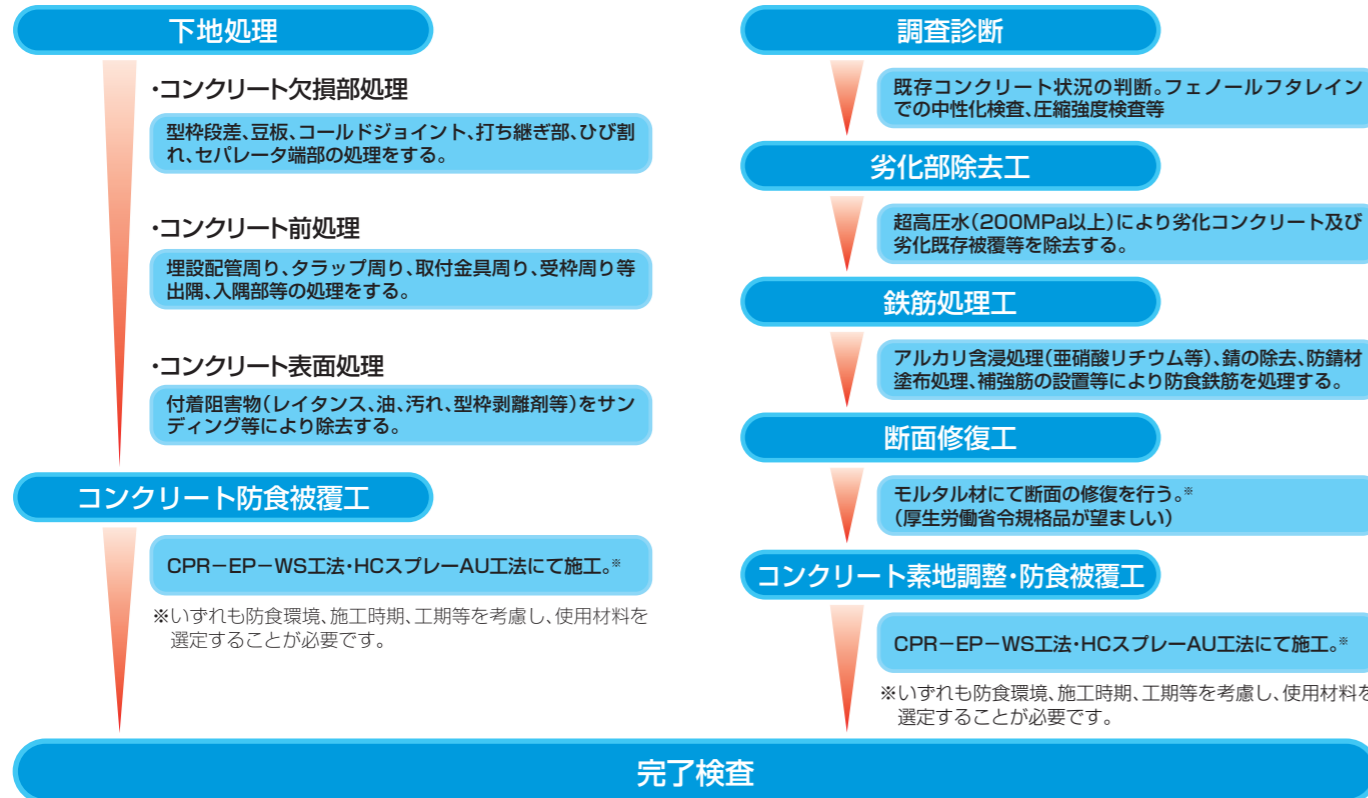 下地処理
・コンクリート欠損部処理
型枠段差、豆板、コールドジョイント、打ち継ぎ部、ひび割
れ、セパレータ端部の処理をする。
・コンクリート前処理
埋設配管周り、タラップ周り、取付金具周り、受枠周り等
出隅、入隅部等の処理をする。
・コンクリート表面処理
付着阻害物(レイタンス、油、汚れ、型枠剥離剤等)をサン
ディング等により除去する。
コンクリート防食被覆工
CPR−EP−WS工法・HCスプレーAU工法にて施工。※
※いずれも防食環境、施工時期、工期等を考慮し、使用材料を
選定することが必要です。
調査診断
既存コンクリート状況の判断。フェノールフタレイン
での中性化検査、圧縮強度検査等
劣化部除去工
超高圧水(200MPa以上)により劣化コンクリート及び
劣化既存被覆等を除去する。
鉄筋処理工
アルカリ含浸処理(亜硝酸リチウム等)、錆の除去、防錆材
塗布処理、補強筋の設置等により防食鉄筋を処理する。
断面修復工
モルタル材にて断面の修復を行う。※
(厚生労働省令規格品が望ましい)
コンクリート素地調整・防食被覆工
CPR−EP−WS工法・HCスプレーAU工法にて施工。※
※いずれも防食環境、施工時期、工期等を考慮し、使用材料を
選定することが必要です。
完了検査